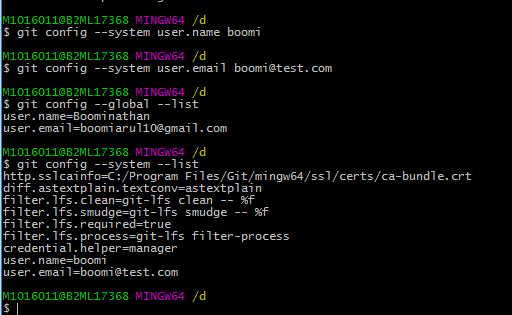 M1016011@B2ML17368 MINGW64 /d
$ git config --system user.name boomi
M1016011@B2ML17368 MINGW64 /d
$ git config --system user.email boomi@test.com
M1016011@B2ML17368 MINGW64 /d
$ git config --global --list
user.name=Boominathan
user.email=boomiarul10@gmail.com
M1016011@B2ML17368 MINGW64 /d
$ git config --system --list
http.sslcainfo=C:/Program Files/Git/mingw64/ssl/certs/ca-bundle.crt
diff.astextplain.textconv=astextplain
filter.lfs.clean=git-lfs clean -- %f
filter.lfs.smudge=git-lfs smudge -- %f
filter.lfs.required=true
filter.lfs.process=git-lfs filter-process
credential.helper=manager
user.name=boomi
user.email=boomi@test.com
M1016011@B2ML17368 MINGW64 /d
$